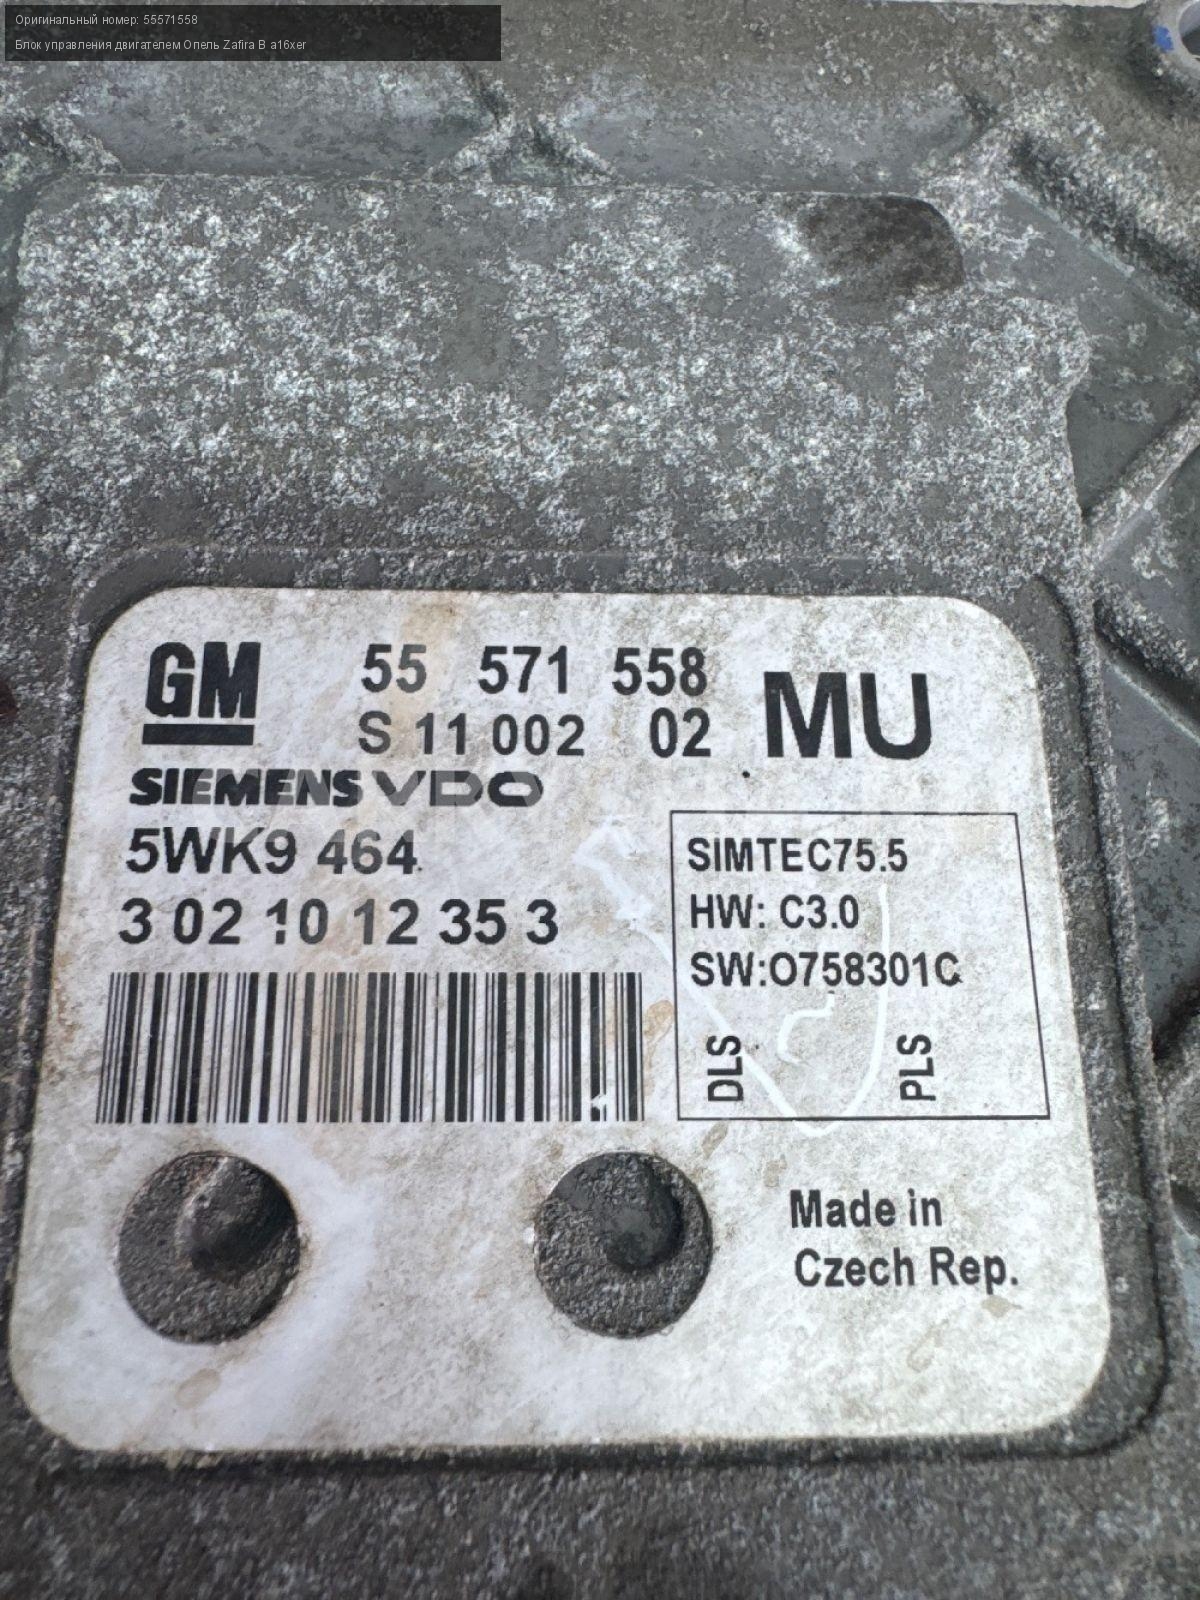 Оригинальный номер: 55571558
Блок управления двигателем Опель Zafira B a16xer
GM 55 571 558 MU
S 11 002 02
SIEMENS VDO
5WK9 464
3 02 10 12 35 3
SIMTEC75.5
HW: C3.0
SW:O758301C
DLS PLS
Made in
Czech Rep.